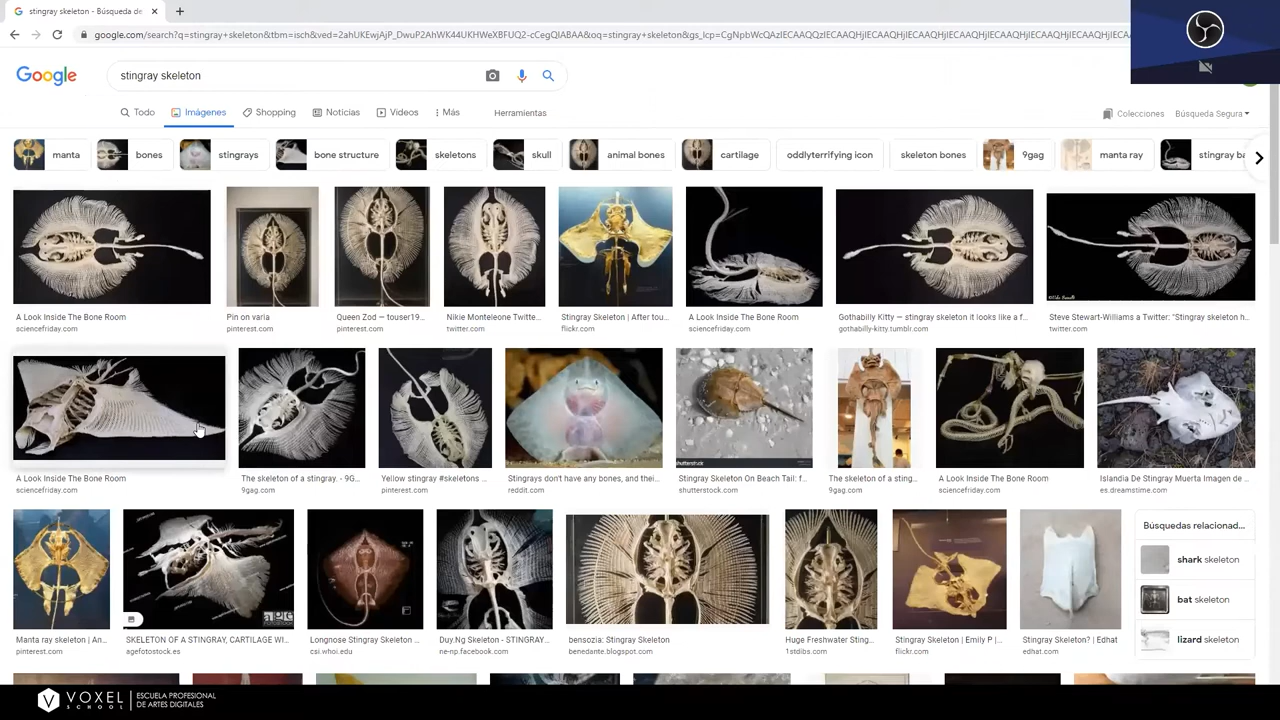 stingray skeleton - Búsqueda de
google.com/search?q=stingray+skeleton&tbm=isch&ved=2ahUKEwjAjP_DwuP2AhWK44UKHWeXBFUQ2-cCegQIABAA&oq=stingray+skeleton&gs_lcp=CgNpbWcQAzIECAAQQzIECAAQHjIECAAQHjIECAAQHjIECAAQHjIECAAQHjIECAAQHjIECAAQHjIECAAQHjIECA
Google
stingray skeleton
Todo Imágenes Shopping Noticias Vídeos Más Herramientas Colecciones Búsqueda Segura
manta bones stingrays bone structure skeletons skull animal bones cartilage oddlyterrifying icon skeleton bones 9gag manta ray stingray ba
A Look Inside The Bone Room Pin on varia Queen Zod — touser19... Nikie Monteleone Twitte... Stingray Skeleton | After tou... A Look Inside The Bone Room Gothabilly Kitty — stingray skeleton it looks like a f... Steve Stewart-Williams a Twitter: "Stingray skeleton h...
sciencefriday.com pinterest.com pinterest.com twitter.com flickr.com sciencefriday.com gothabilly-kitty.tumblr.com twitter.com
shutterstock
A Look Inside The Bone Room The skeleton of a stingray. - 9G... Yellow stingray #skeletons ... Stingrays don't have any bones, and thei... Stingray Skeleton On Beach Tail: f... The skeleton of a sting... A Look Inside The Bone Room Islandia De Stingray Muerta Imagen de ...
sciencefriday.com 9gag.com pinterest.com reddit.com shutterstock.com 9gag.com sciencefriday.com es.dreamstime.com
Búsquedas relacionad...
shark skeleton
bat skeleton
lizard skeleton
age fotostock
Manta ray skeleton | An... SKELETON OF A STINGRAY, CARTILAGE WI... Longnose Stingray Skeleton ... Duy.Ng Skeleton - STINGRAY... bensozia: Stingray Skeleton Huge Freshwater Sting... Stingray Skeleton | Emily P |... Stingray Skeleton? | Edhat
pinterest.com agefotostock.es csi.whoi.edu ne-np.facebook.com benedante.blogspot.com 1stdibs.com flickr.com edhat.com
VOXEL
SCHOOL
ESCUELA PROFESIONAL
DE ARTES DIGITALES